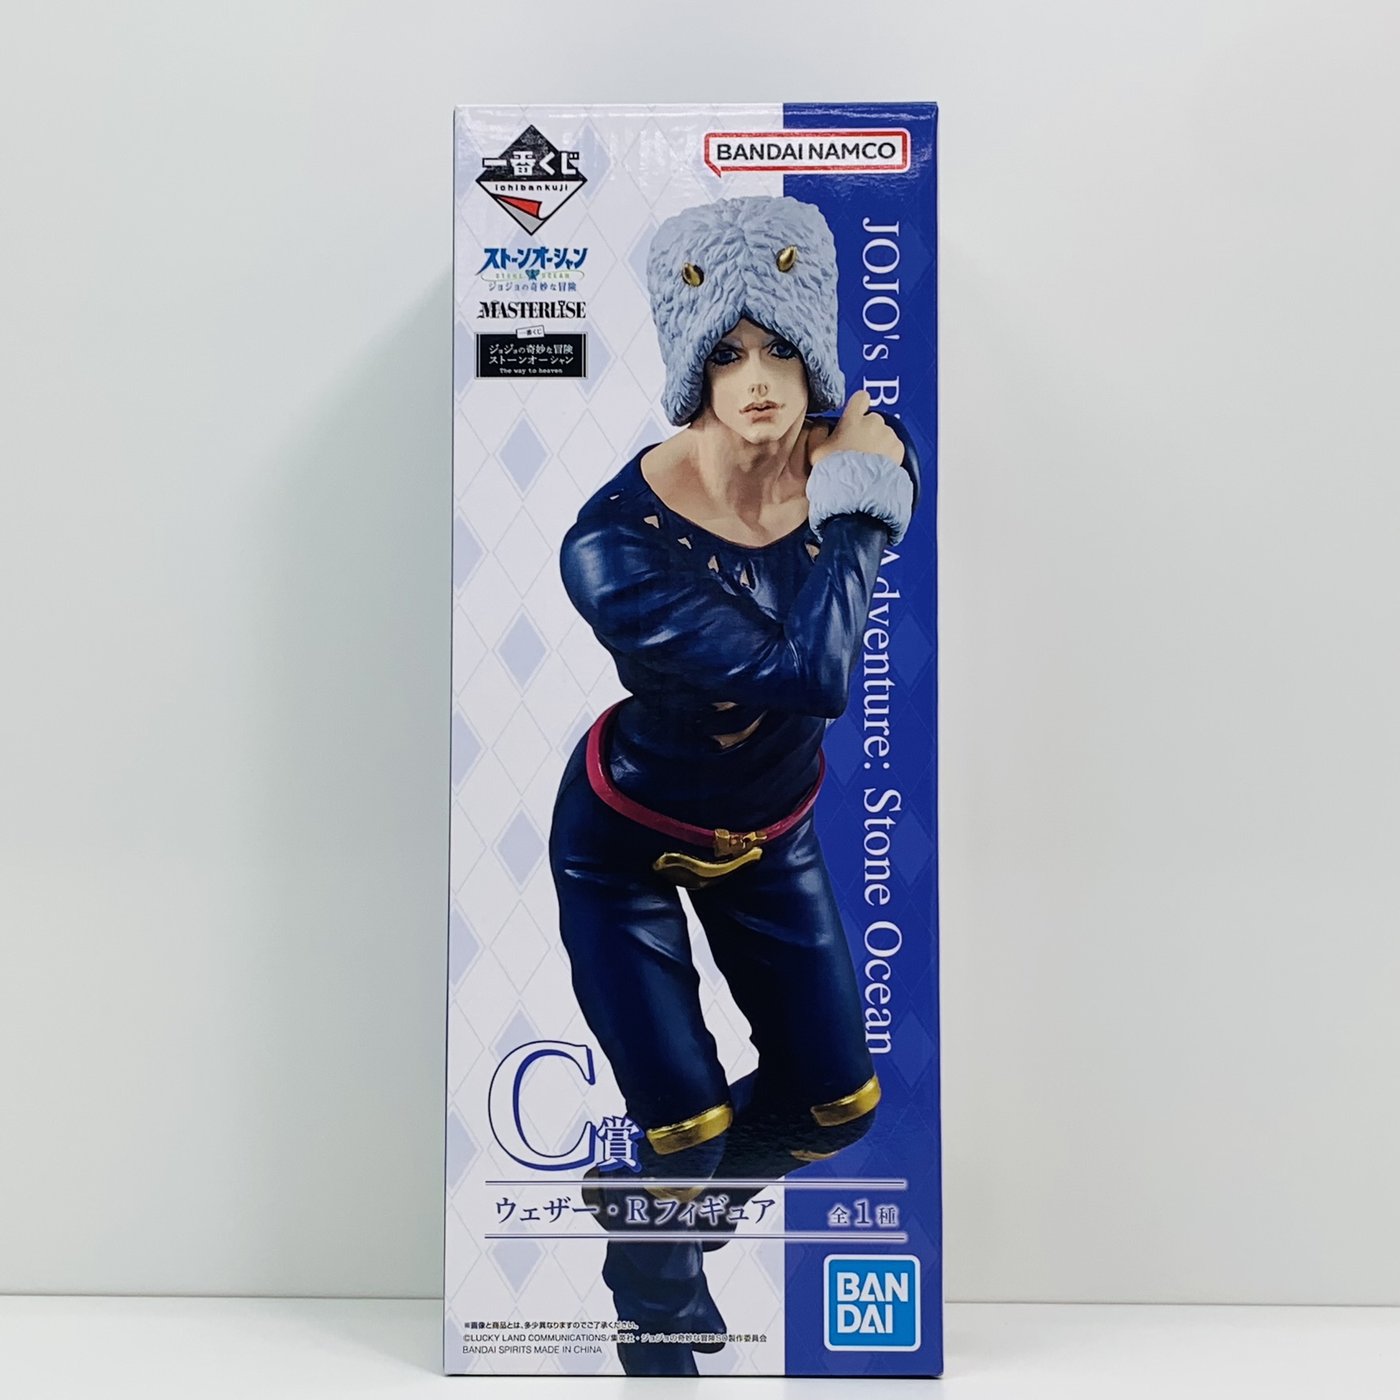 一番くじ
ichibankuji
BANDAI NAMCO
ストーンオーシャン
STONE OCEAN
ジョジョの奇妙な冒険
MASTERLISE
一番くじ
ジョジョの奇妙な冒険
ストーンオーシャン
The way to heaven
JOJO's Bi Adventure: Stone Ocean
C賞
ウェザー・Rフィギュア 全1種
BAN
DAI
※画像と商品とは、多少異なりますのでご了承ください。
©LUCKY LAND COMMUNICATIONS/集英社・ジョジョの奇妙な冒険SO製作委員会
BANDAI SPIRITS MADE IN CHINA